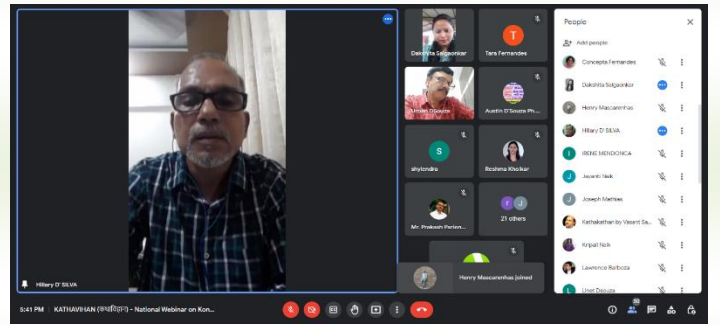 Hillary D' SILVA
5:41 PM | KATHAVIHAN (कथाविहान) - National Webinar on Kon...
Dakshita Salgaonkar
Tara Fernandes
T
Austin D'Souza Ph...
S
shylendra
Reshma Kholkar
Mr. Prakash Parien...
r J
21 others
Henry Mascarenhas joined
People
Add people
Concepta Fernandes
Dakshita Salgaonkar
Henry Mascarenhas
Hillary D' SILVA
I
IRENE MENDONCA
J
Jayanti Naik
J
Joseph Mathias
Kathakathan by Vasant Sa...
Kripali Naik
Lawrence Barboza
L
30